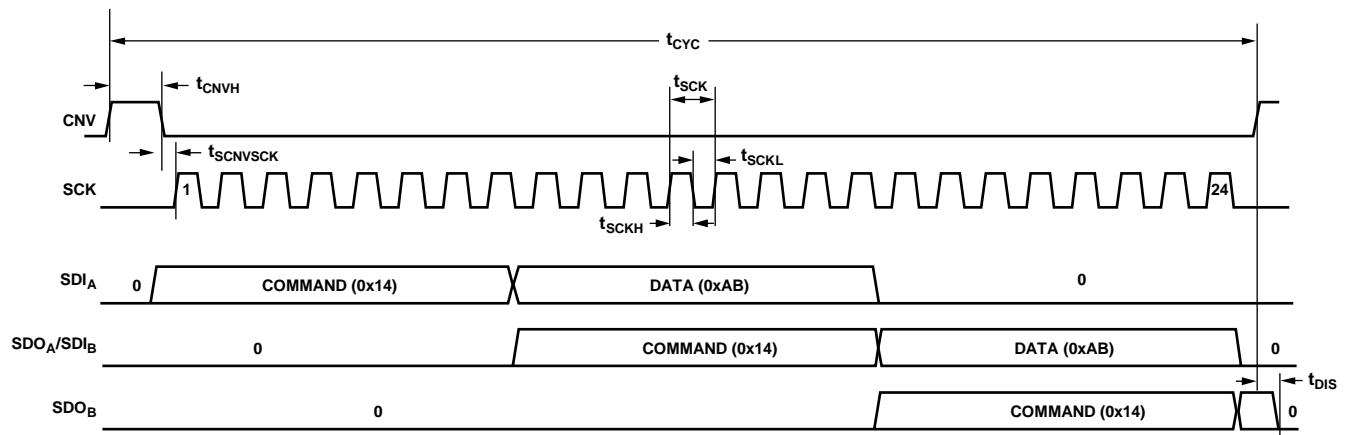 tCYC
tCNVH
tSCK
CNV
tSCNVSCK
tSCKL
SCK
1
24
tSCKH
SDIA
0
COMMAND (0x14)
DATA (0xAB)
0
SDOA/SDIB
0
COMMAND (0x14)
DATA (0xAB)
0
tDIS
SDOB
0
COMMAND (0x14)
0